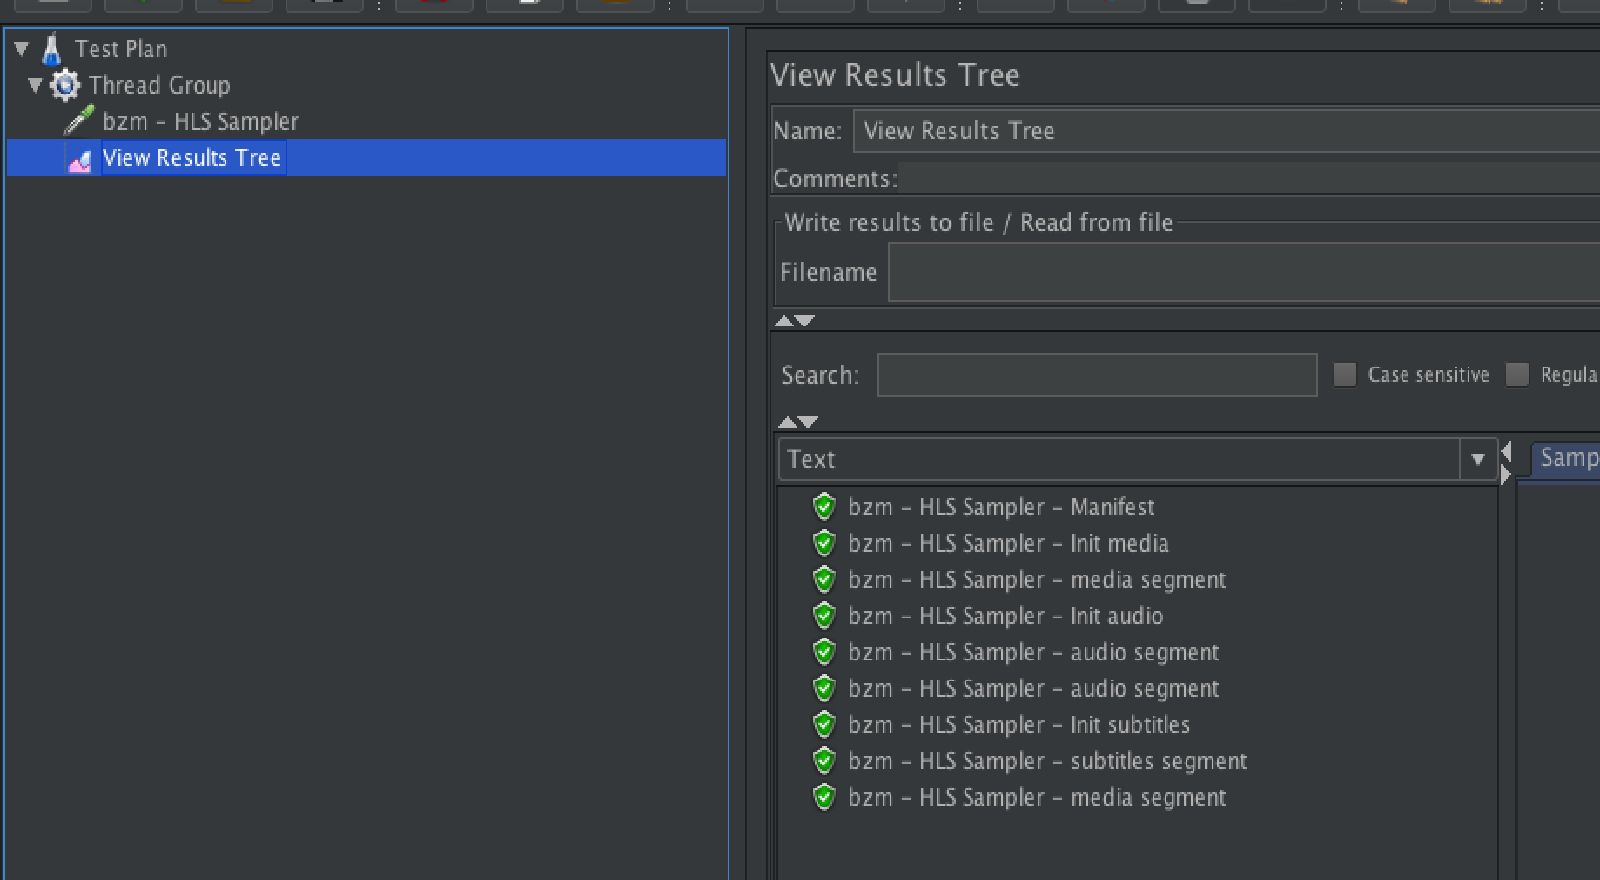 Test Plan
Thread Group
bzm - HLS Sampler
View Results Tree
View Results Tree
Name: View Results Tree
Comments:
Write results to file / Read from file
Filename
Search: Case sensitive Regula
Text Samp
bzm - HLS Sampler - Manifest
bzm - HLS Sampler - Init media
bzm - HLS Sampler - media segment
bzm - HLS Sampler - Init audio
bzm - HLS Sampler - audio segment
bzm - HLS Sampler - audio segment
bzm - HLS Sampler - Init subtitles
bzm - HLS Sampler - subtitles segment
bzm - HLS Sampler - media segment